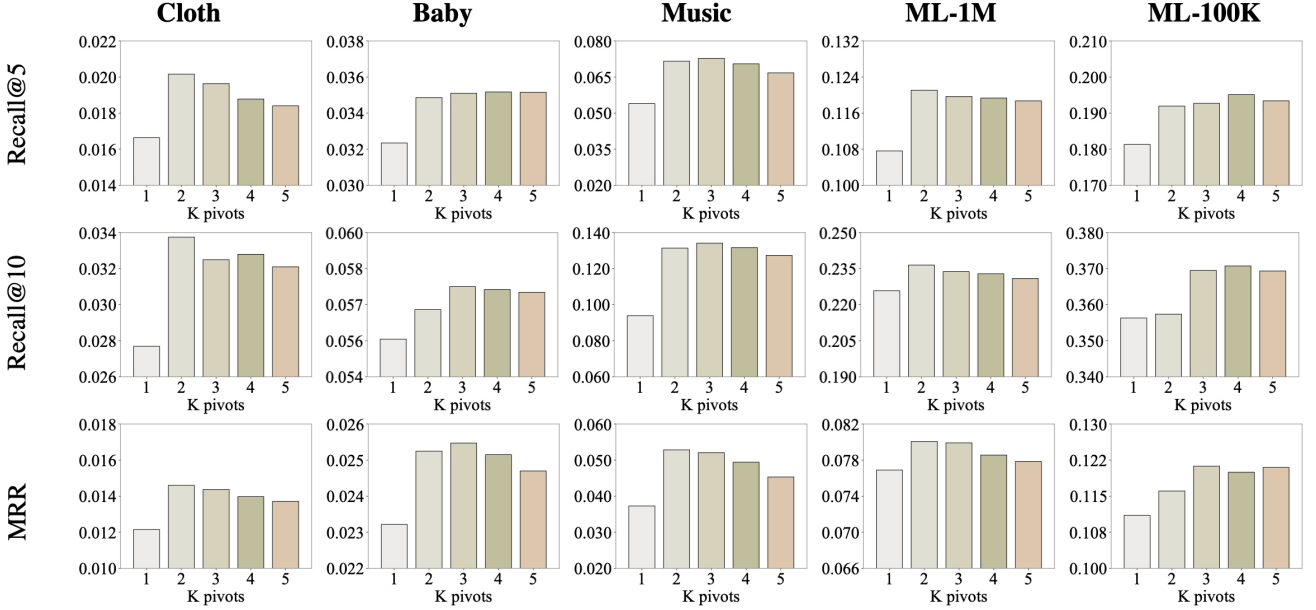 Cloth Baby Music ML-1M ML-100K
Recall@5
0.022 0.038 0.080 0.132 0.210
0.020 0.036 0.065 0.124 0.200
0.018 0.034 0.050 0.116 0.190
0.016 0.032 0.035 0.108 0.180
0.014 0.030 0.020 0.100 0.170
1 2 3 4 5 1 2 3 4 5 1 2 3 4 5 1 2 3 4 5 1 2 3 4 5
K pivots K pivots K pivots K pivots K pivots
Recall@10
0.034 0.060 0.140 0.250 0.380
0.032 0.058 0.120 0.235 0.370
0.030 0.057 0.100 0.220 0.360
0.028 0.056 0.080 0.205 0.350
0.026 0.054 0.060 0.190 0.340
1 2 3 4 5 1 2 3 4 5 1 2 3 4 5 1 2 3 4 5 1 2 3 4 5
K pivots K pivots K pivots K pivots K pivots
MRR
0.018 0.026 0.060 0.082 0.130
0.016 0.025 0.050 0.078 0.122
0.014 0.024 0.040 0.074 0.115
0.012 0.023 0.030 0.070 0.108
0.010 0.022 0.020 0.066 0.100
1 2 3 4 5 1 2 3 4 5 1 2 3 4 5 1 2 3 4 5 1 2 3 4 5
K pivots K pivots K pivots K pivots K pivots